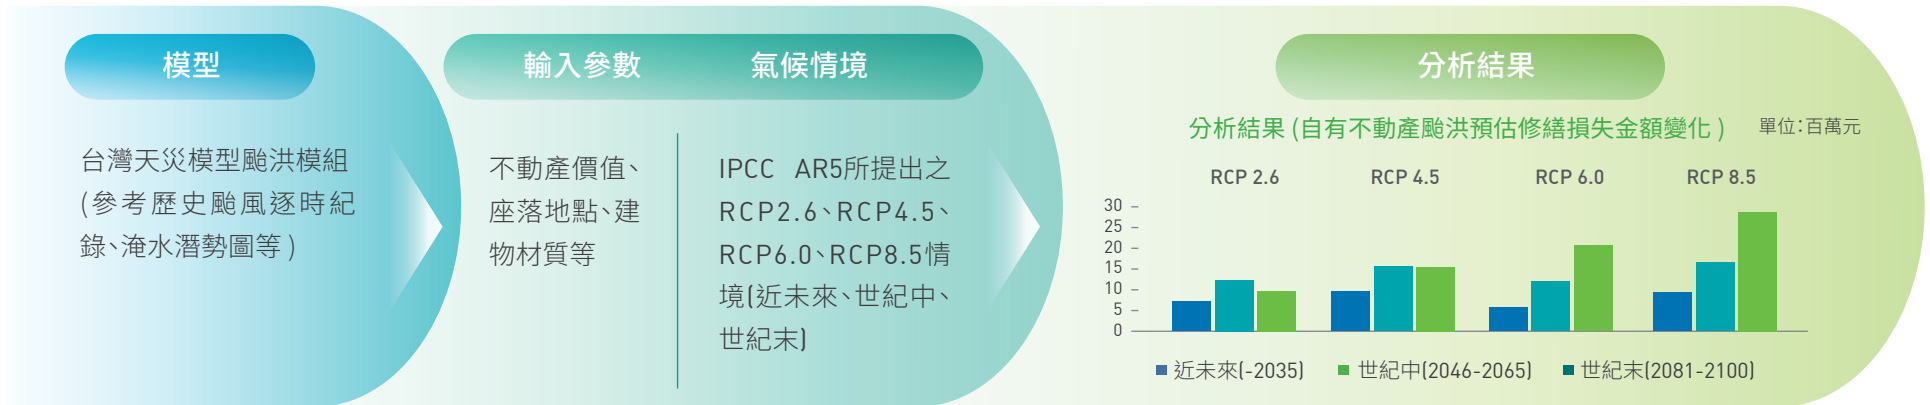 模型
台灣天災模型颱洪模組
(參考歷史颱風逐時紀
錄、淹水潛勢圖等)
輸入參數
氣候情境
不動產價值、
座落地點、建
物材質等
IPCC AR5所提出之
RCP2.6、RCP4.5、
RCP6.0、RCP8.5情
境(近未來、世紀中、
世紀末)
分析結果
分析結果(自有不動產颱洪預估修繕損失金額變化)
單位:百萬元
RCP 2.6
RCP 4.5
RCP 6.0
RCP 8.5
30
25
20
15
10
5
0
近未來(-2035)
世紀中(2046-2065)
世紀末(2081-2100)